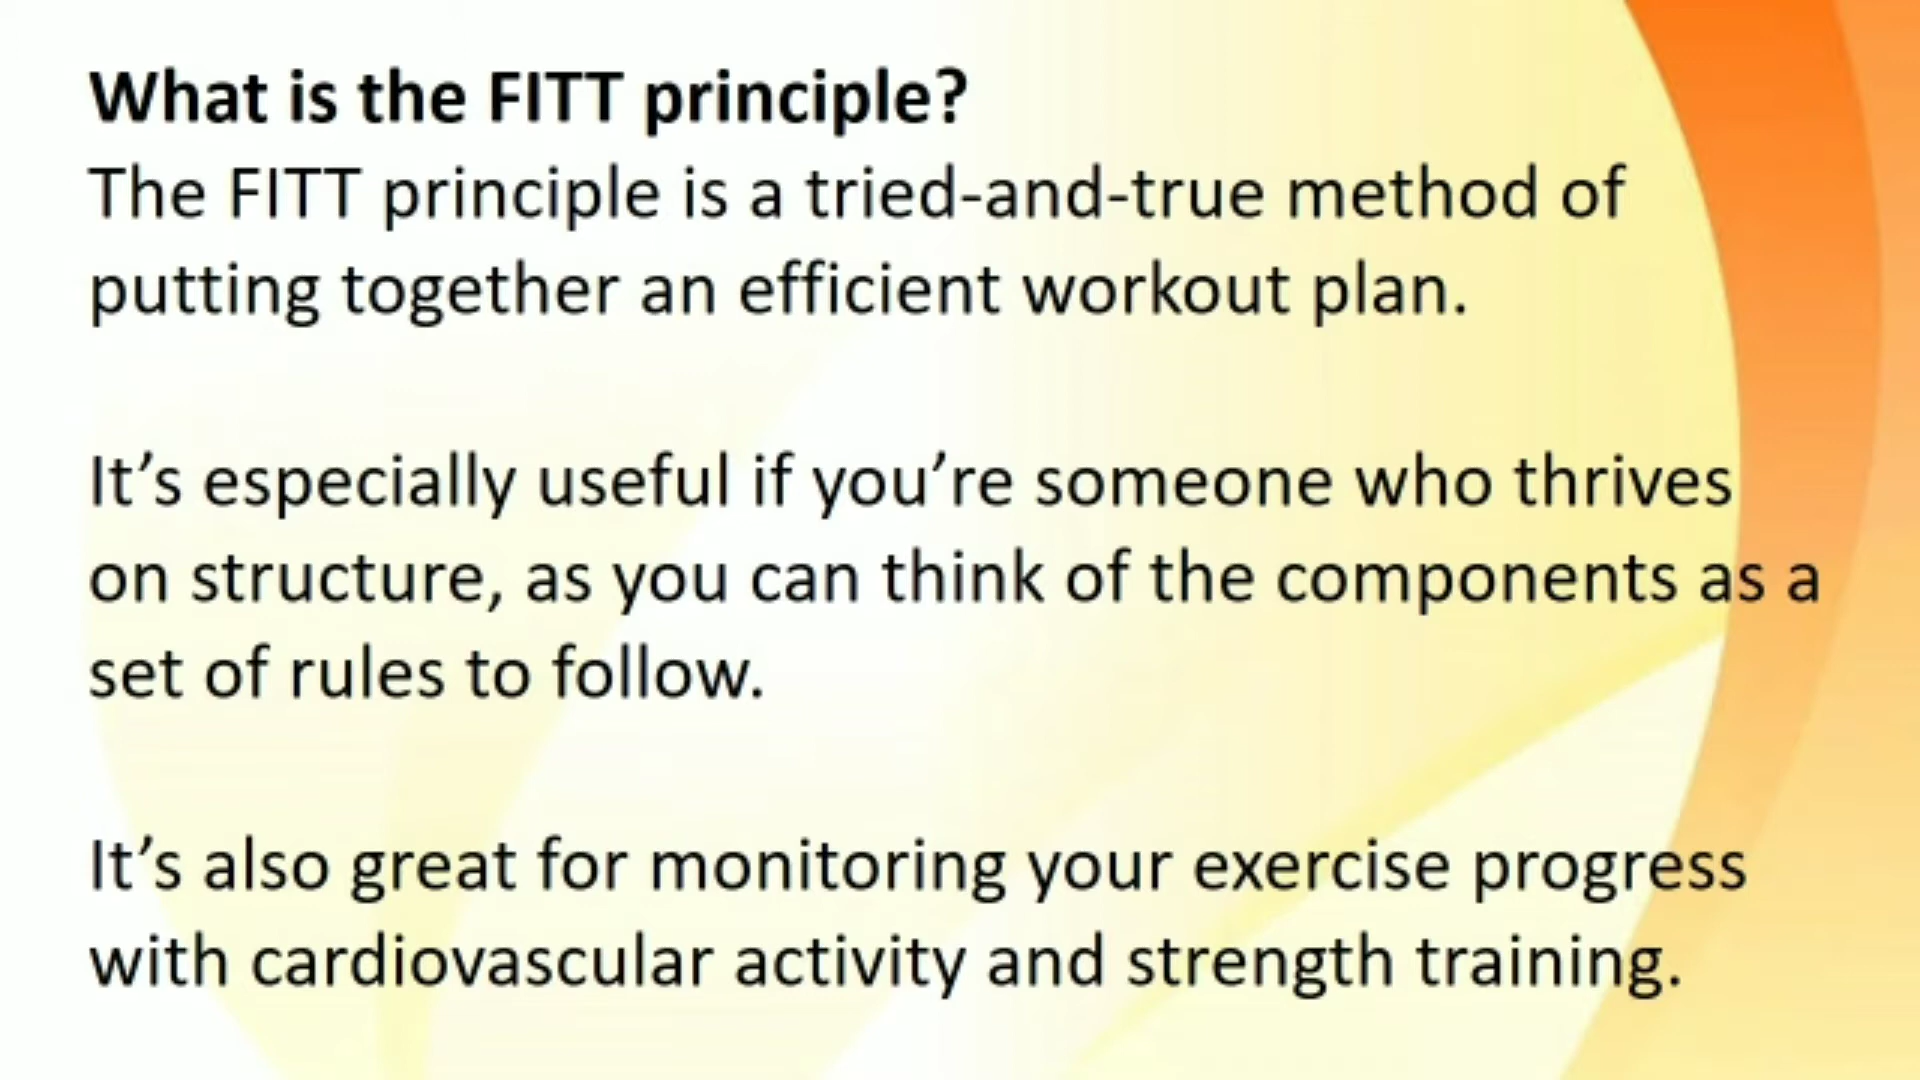 What is the FITT principle?
The FITT principle is a tried-and-true method of
putting together an efficient workout plan.
It’s especially useful if you’re someone who thrives
on structure, as you can think of the components as a
set of rules to follow.
It’s also great for monitoring your exercise progress
with cardiovascular activity and strength training.